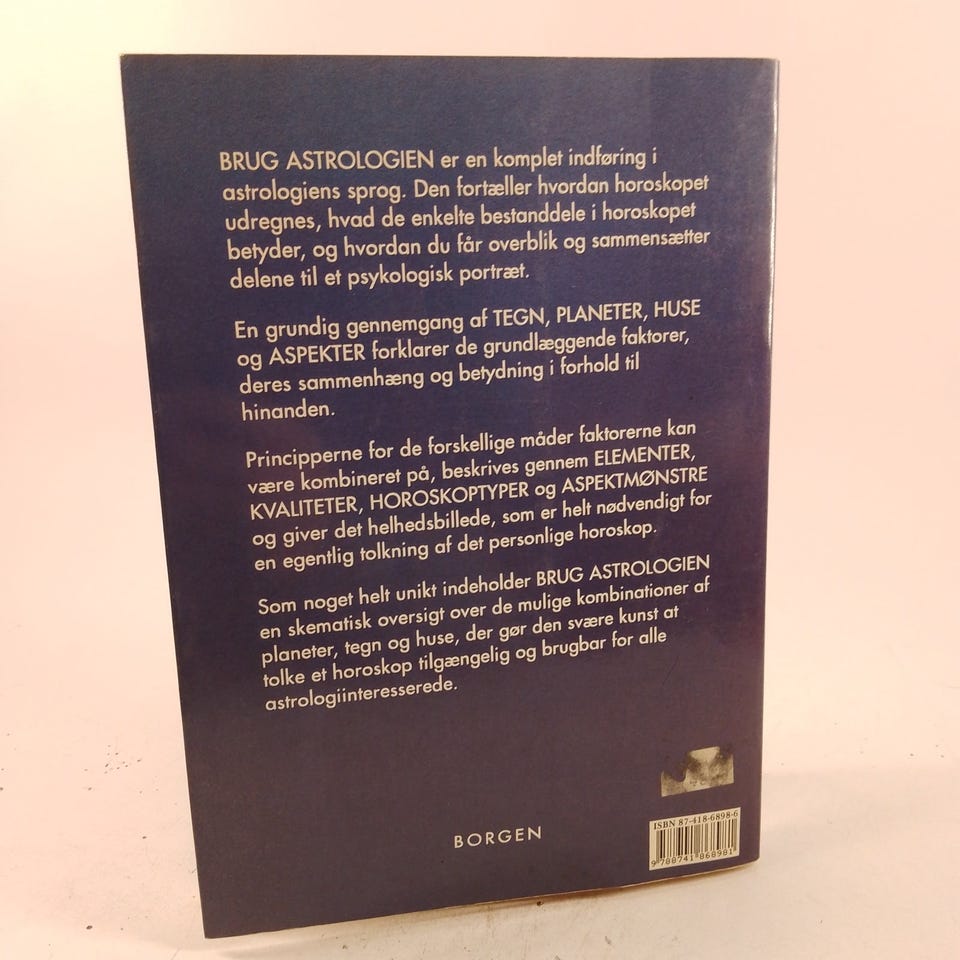 BRUG ASTROLOGIEN er en komplet indføring i
astrologiens sprog. Den fortæller hvordan horoskopet
udregnes, hvad de enkelte bestanddele i horoskopet
betyder, og hvordan du får overblik og sammensætter
delene til et psykologisk portræt.
En grundig gennemgang af TEGN, PLANETER, HUSE
og ASPEKTER forklarer de grundlæggende faktorer,
deres sammenhæng og betydning i forhold til
hinanden.
Principperne for de forskellige måder faktorerne kan
være kombineret på, beskrives gennem ELEMENTER,
KVALITETER, HOROSKOPTYPER og ASPEKTMØNSTRE
og giver det helhedsbillede, som er helt nødvendigt for
en egentlig tolkning af det personlige horoskop.
Som noget helt unikt indeholder BRUG ASTROLOGIEN
en skematisk oversigt over de mulige kombinationer af
planeter, tegn og huse, der gør den svære kunst at
tolke et horoskop tilgængelig og brugbar for alle
astrologiinteresserede.
BORGEN
ISBN 87-418-6898-6
9 788741 868981